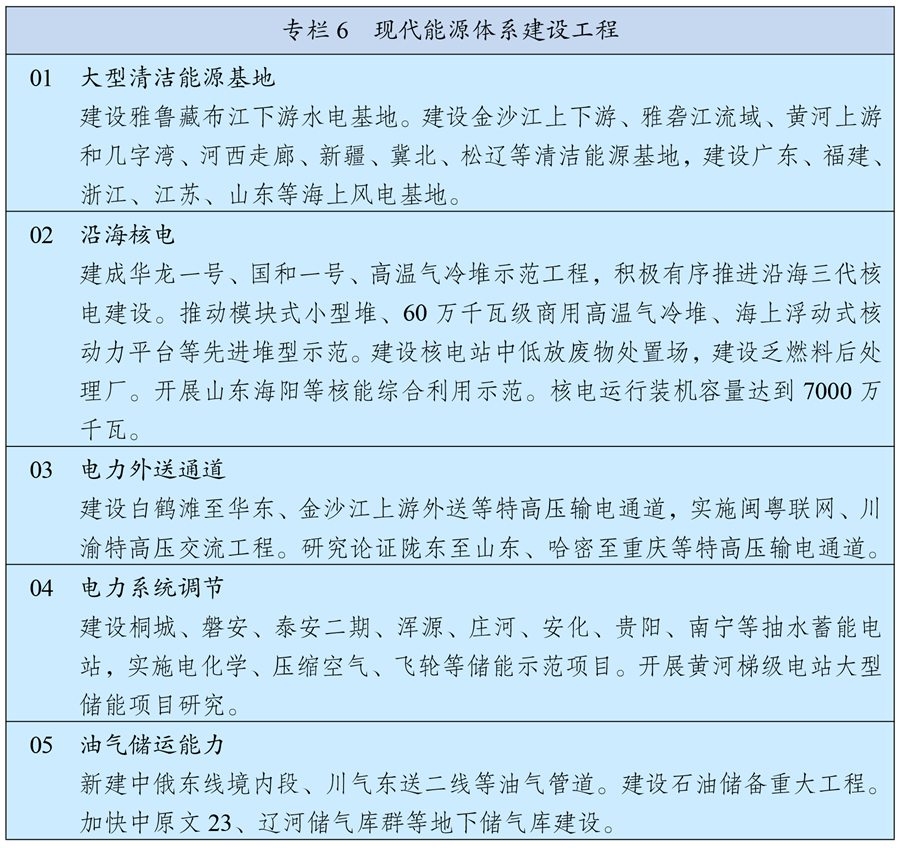 专栏6 现代能源体系建设工程
01 大型清洁能源基地
建设雅鲁藏布江下游水电基地。建设金沙江上下游、雅砻江流域、黄河上游
和几字湾、河西走廊、新疆、冀北、松辽等清洁能源基地，建设广东、福建、
浙江、江苏、山东等海上风电基地。
02 沿海核电
建成华龙一号、国和一号、高温气冷堆示范工程，积极有序推进沿海三代核
电建设。推动模块式小型堆、60万千瓦级商用高温气冷堆、海上浮动式核
动力平台等先进堆型示范。建设核电站中低放废物处置场，建设乏燃料后处
理厂。开展山东海阳等核能综合利用示范。核电运行装机容量达到7000万
千瓦。
03 电力外送通道
建设白鹤滩至华东、金沙江上游外送等特高压输电通道，实施闽粤联网、川
渝特高压交流工程。研究论证陇东至山东、哈密至重庆等特高压输电通道。
04 电力系统调节
建设桐城、磐安、泰安二期、浑源、庄河、安化、贵阳、南宁等抽水蓄能电
站，实施电化学、压缩空气、飞轮等储能示范项目。开展黄河梯级电站大型
储能项目研究。
05 油气储运能力
新建中俄东线境内段、川气东送二线等油气管道。建设石油储备重大工程。
加快中原文23、辽河储气库群等地下储气库建设。